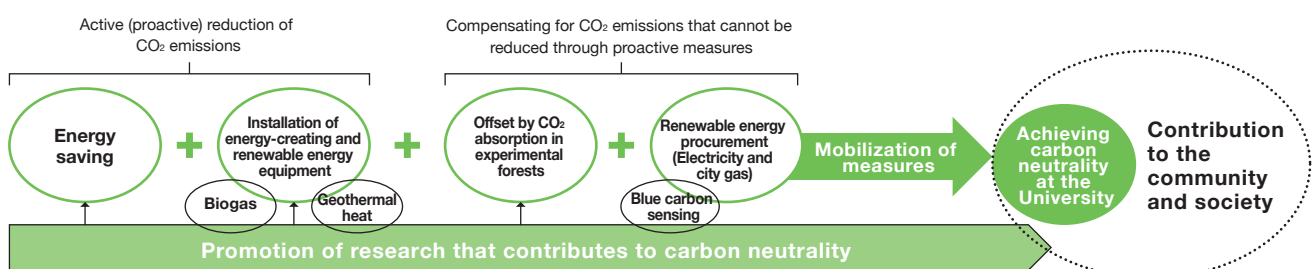 Active (proactive) reduction of
CO₂ emissions
Compensating for CO₂ emissions that cannot be
reduced through proactive measures
Energy
saving
+
Installation of
energy-creating and
renewable energy
equipment
+
Offset by CO₂
absorption in
experimental
forests
+
Renewable energy
procurement
(Electricity and
city gas)
Mobilization of
measures
Achieving
carbon
neutrality
at the
University
Contribution
to the
community
and society
Biogas
Geothermal
heat
Blue carbon
sensing
Promotion of research that contributes to carbon neutrality